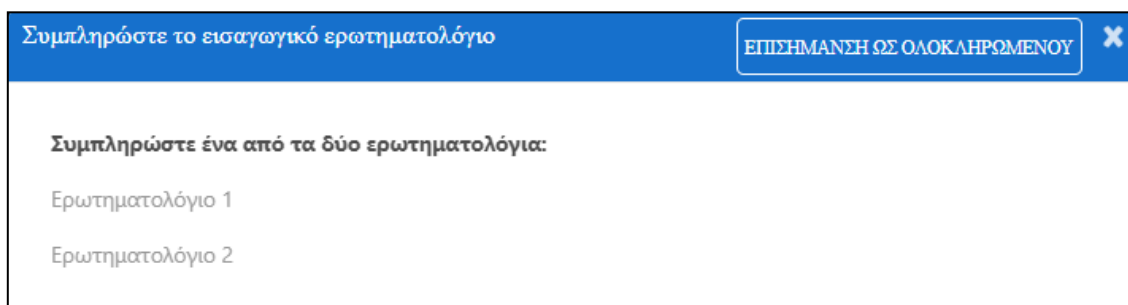 Συμπληρώστε το εισαγωγικό ερωτηματολόγιο
ΕΠΙΣΗΜΑΝΣΗ ΩΣ ΟΛΟΚΛΗΡΩΜΕΝΟΥ
Συμπληρώστε ένα από τα δύο ερωτηματολόγια:
Ερωτηματολόγιο 1
Ερωτηματολόγιο 2